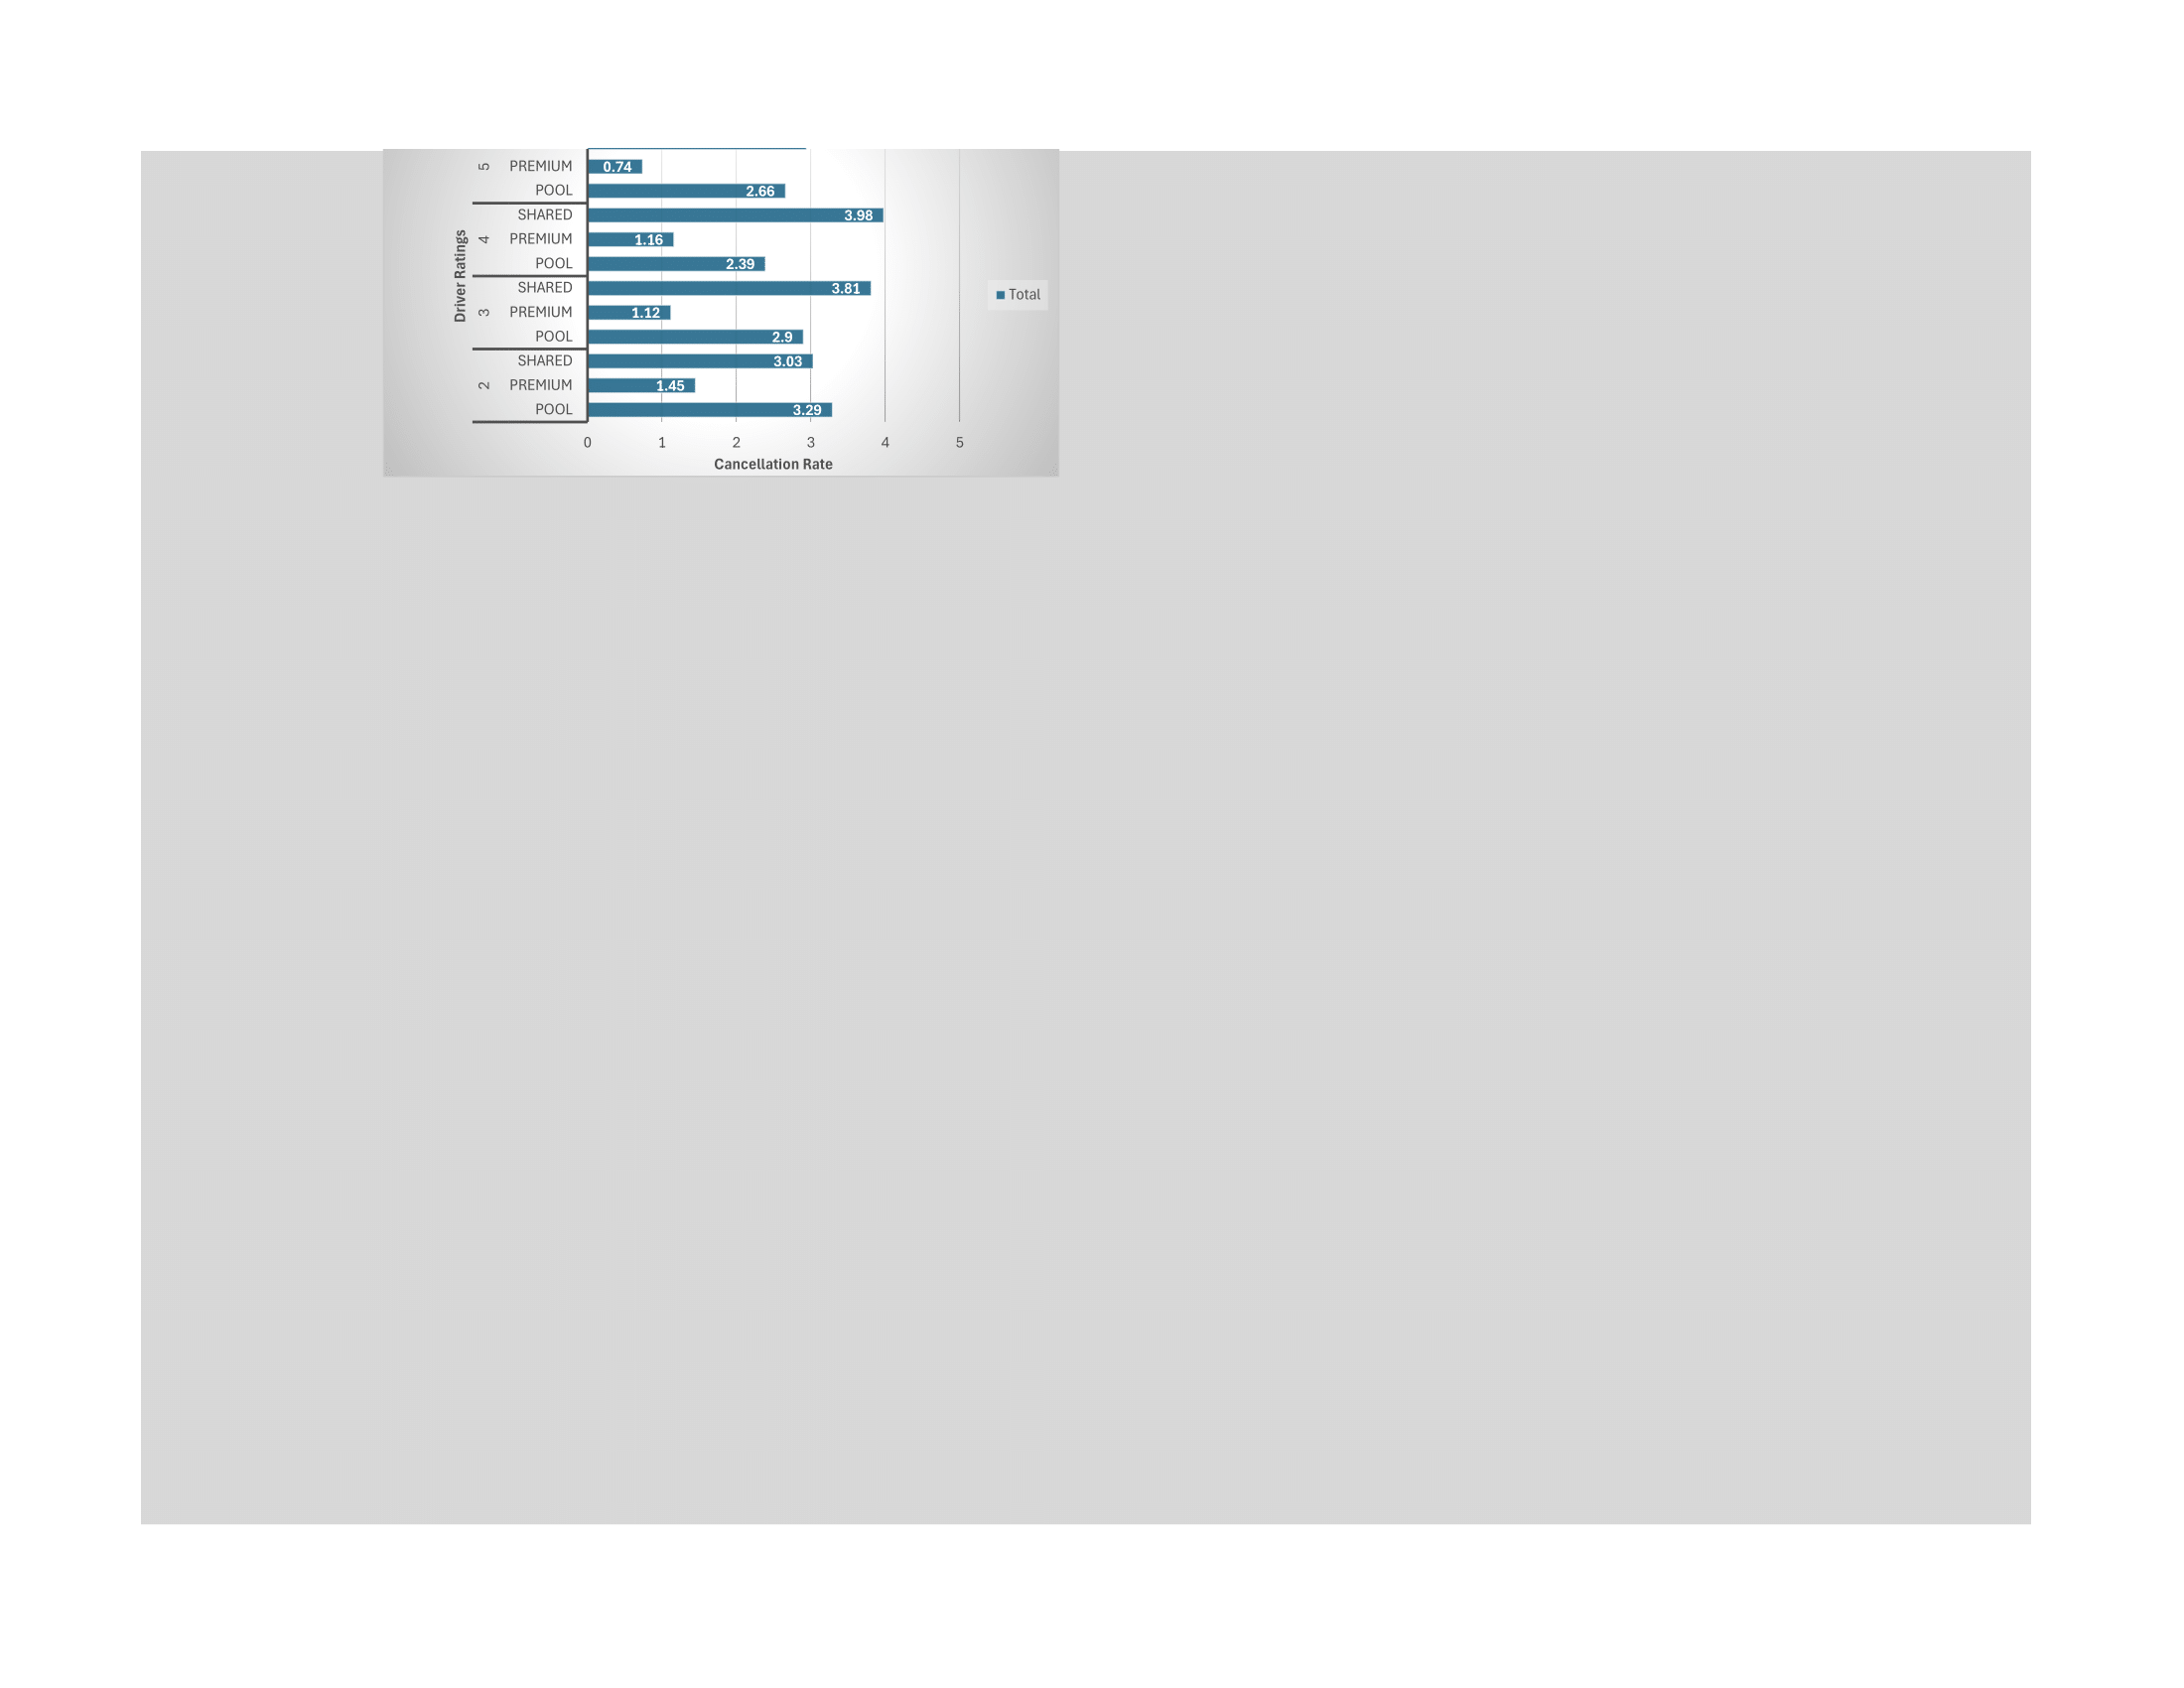 5 PREMIUM 0.74
POOL 2.66
SHARED 3.98
4 PREMIUM 1.16
POOL 2.39
SHARED 3.81
3 PREMIUM 1.12
POOL 2.9
SHARED 3.03
2 PREMIUM 1.45
POOL 3.29
Driver Ratings
Total
0 1 2 3 4 5
Cancellation Rate